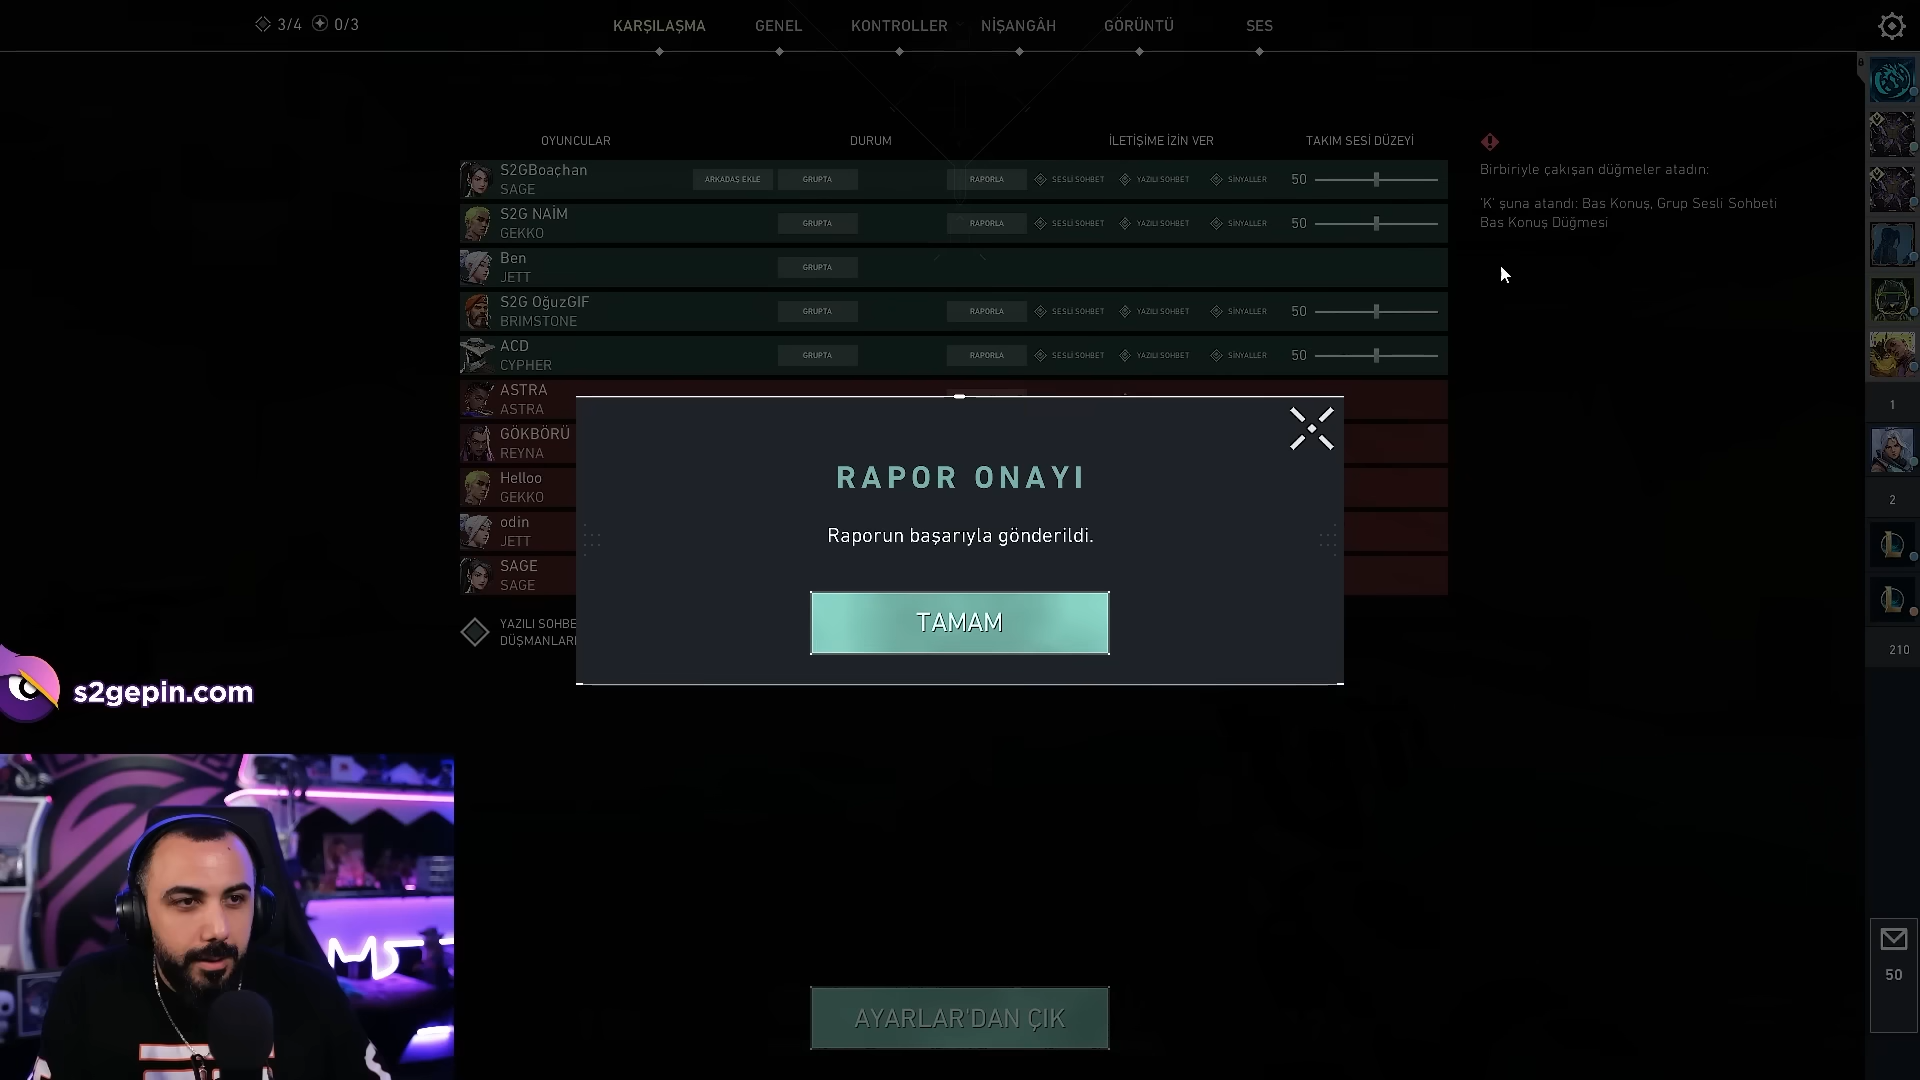 3/4 0/3
KARŞILAŞMA GENEL KONTROLLER NİŞANGÂH GÖRÜNTÜ SES
OYUNCULAR DURUM İLETİŞİME İZİN VER TAKIM SESİ DÜZEYİ
S2GBoaçhan
SAGE
ARKADAŞ EKLE GRUPTA RAPORLA SESLİ SOHBET YAZILI SOHBET SİNYALLER 50
S2G NAİM
GEKKO
GRUPTA RAPORLA SESLİ SOHBET YAZILI SOHBET SİNYALLER 50
Ben
JETT
GRUPTA
S2G OğuzGIF
BRIMSTONE
GRUPTA RAPORLA SESLİ SOHBET YAZILI SOHBET SİNYALLER 50
ACD
CYPHER
GRUPTA RAPORLA SESLİ SOHBET YAZILI SOHBET SİNYALLER 50
ASTRA
ASTRA
GÖKBÖRÜ
REYNA
Helloo
GEKKO
odin
JETT
SAGE
SAGE
YAZILI SOHBE
DÜŞMANLARI
Birbiriyle çakışan düğmeler atadın:
'K' şuna atandı: Bas Konuş, Grup Sesli Sohbeti
Bas Konuş Düğmesi
RAPOR ONAYI
Raporun başarıyla gönderildi.
TAMAM
AYARLAR'DAN ÇIK
1
2
210
50
s2gepin.com